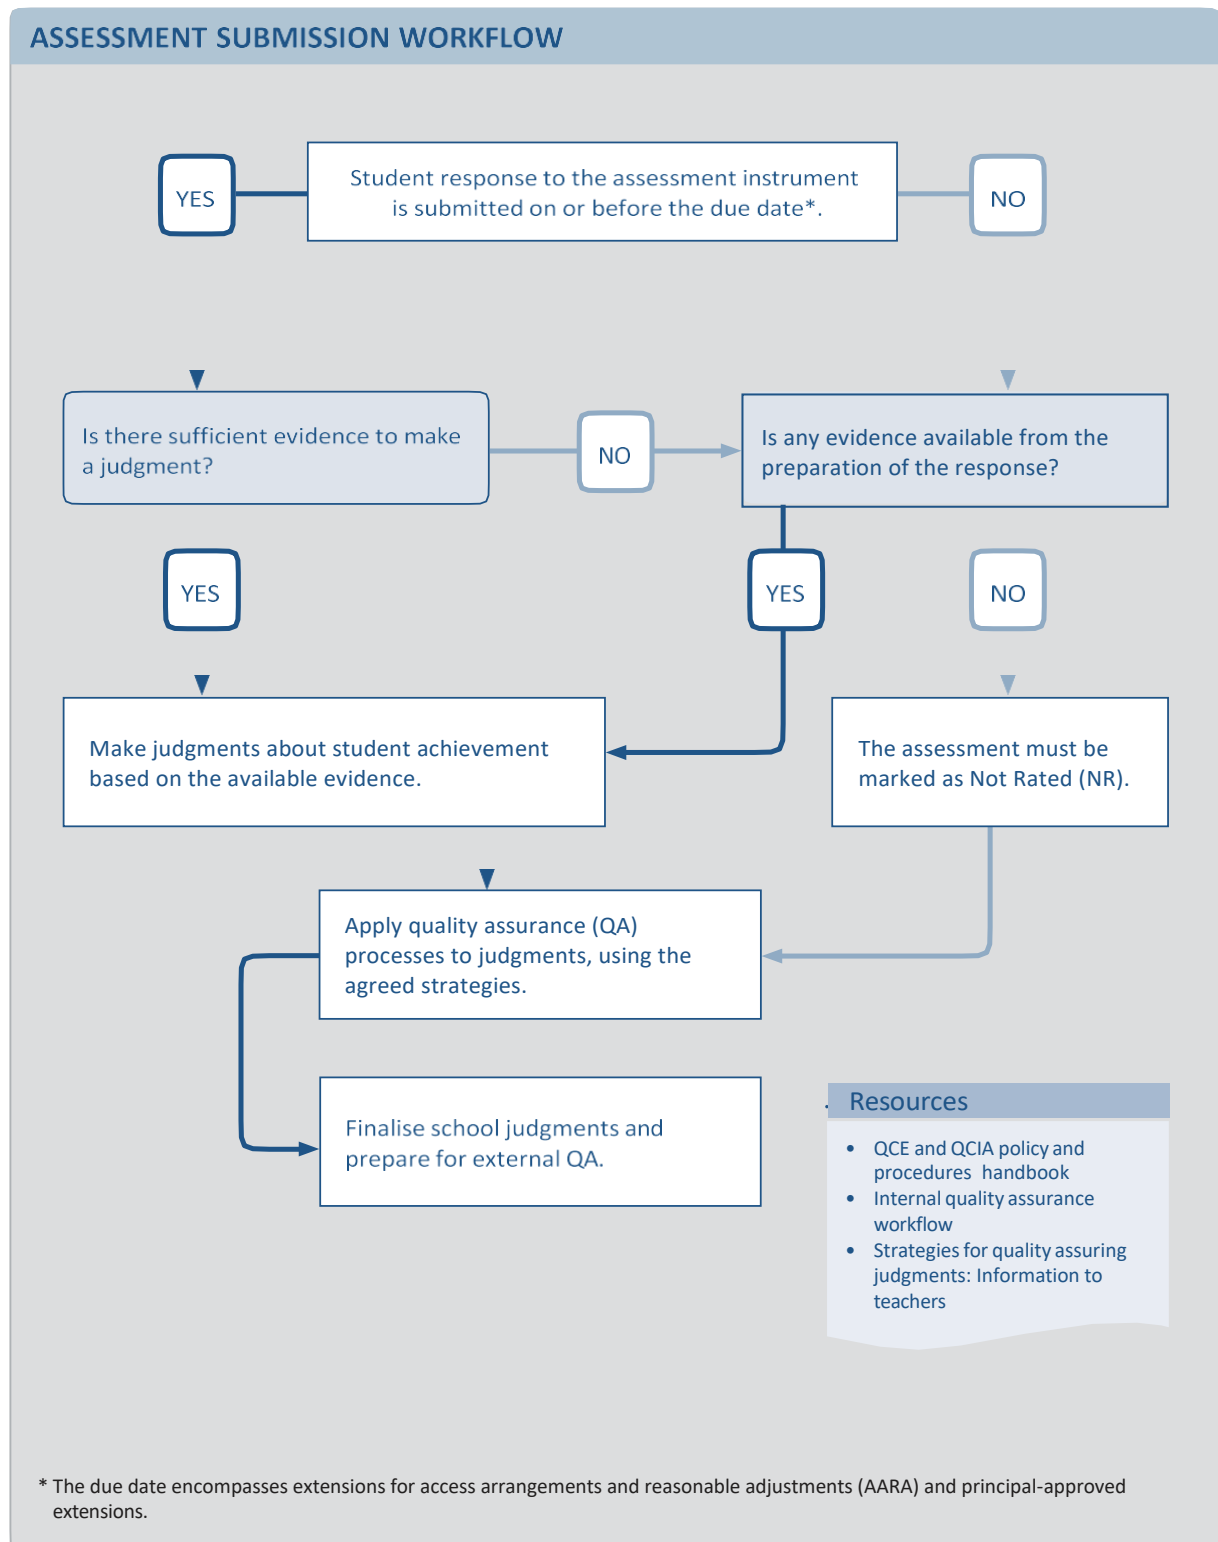 ASSESSMENT SUBMISSION WORKFLOW
YES
Student response to the assessment instrument
is submitted on or before the due date*.
NO
Is there sufficient evidence to make
a judgment?
NO
Is any evidence available from the
preparation of the response?
YES
YES
NO
Make judgments about student achievement
based on the available evidence.
The assessment must be
marked as Not Rated (NR).
Apply quality assurance (QA)
processes to judgments, using the
agreed strategies.
Finalise school judgments and
prepare for external QA.
. Resources
• QCE and QCIA policy and
procedures handbook
• Internal quality assurance
workflow
• Strategies for quality assuring
judgments: Information to
teachers
* The due date encompasses extensions for access arrangements and reasonable adjustments (AARA) and principal-approved
extensions.